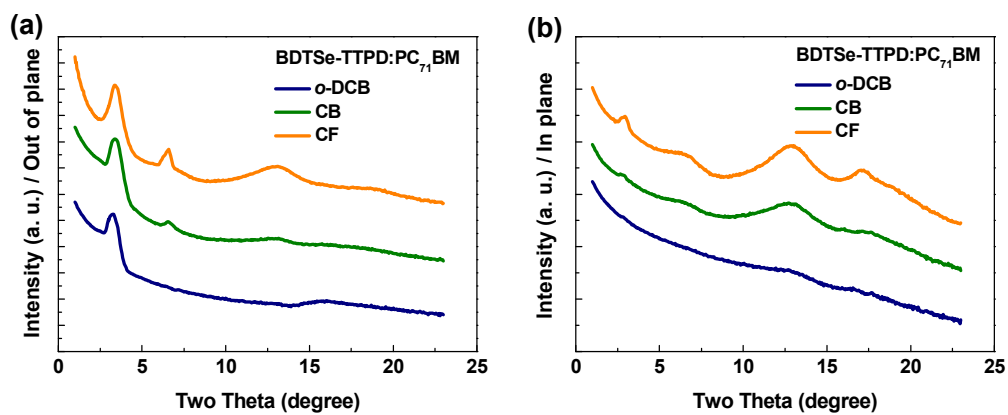 (a)
BDTSe-TTPD:PC71BM
o-DCB
CB
CF
Intensity (a. u.) / Out of plane
0 5 10 15 20 25
Two Theta (degree)
(b)
BDTSe-TTPD:PC71BM
o-DCB
CB
CF
Intensity (a. u.) / In plane
0 5 10 15 20 25
Two Theta (degree)